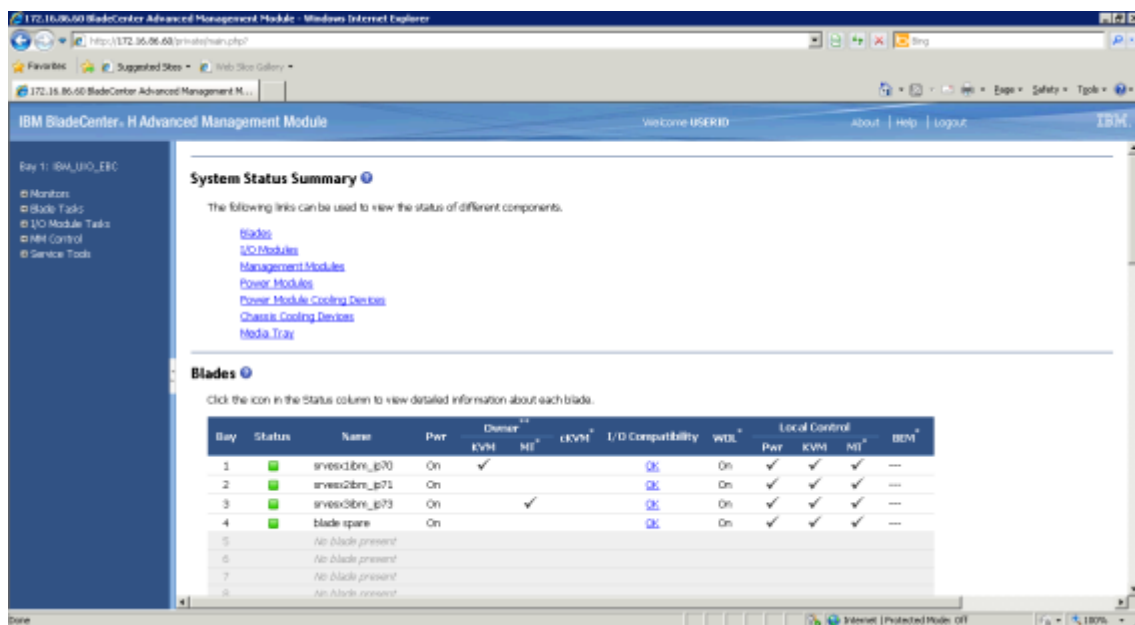 172.16.86.60 BladeCenter Advanced Management Module - Windows Internet Explorer
http://172.16.86.60/private/main.php?
Bing
Favorites Suggested Sites Web Slice Gallery
172.16.86.60 BladeCenter Advanced Management M...
Page Safety Tools
IBM BladeCenter® H Advanced Management Module Welcome USERID About | Help | Logout IBM.
Bay 1: IBM_UIO_EBC
Monitors
Blade Tasks
I/O Module Tasks
MM Control
Service Tools
System Status Summary
The following links can be used to view the status of different components.
Blades
I/O Modules
Management Modules
Power Modules
Power Module Cooling Devices
Chassis Cooling Devices
Media Tray
Blades
Click the icon in the Status column to view detailed information about each blade.
Owner** Local Control
Bay Status Name Pwr cKVM* I/O Compatibility WOL* BEM*
KVM MT* Pwr KVM MT*
1 srvesx1ibm_ip70 On ✓ OK On ✓ ✓ ✓ ---
2 srvesx2ibm_ip71 On OK On ✓ ✓ ✓ ---
3 srvesx3ibm_ip73 On ✓ OK On ✓ ✓ ✓ ---
4 blade spare On OK On ✓ ✓ ✓ ---
5 No blade present
6 No blade present
7 No blade present
8 No blade present
Done Internet | Protected Mode: Off 100%